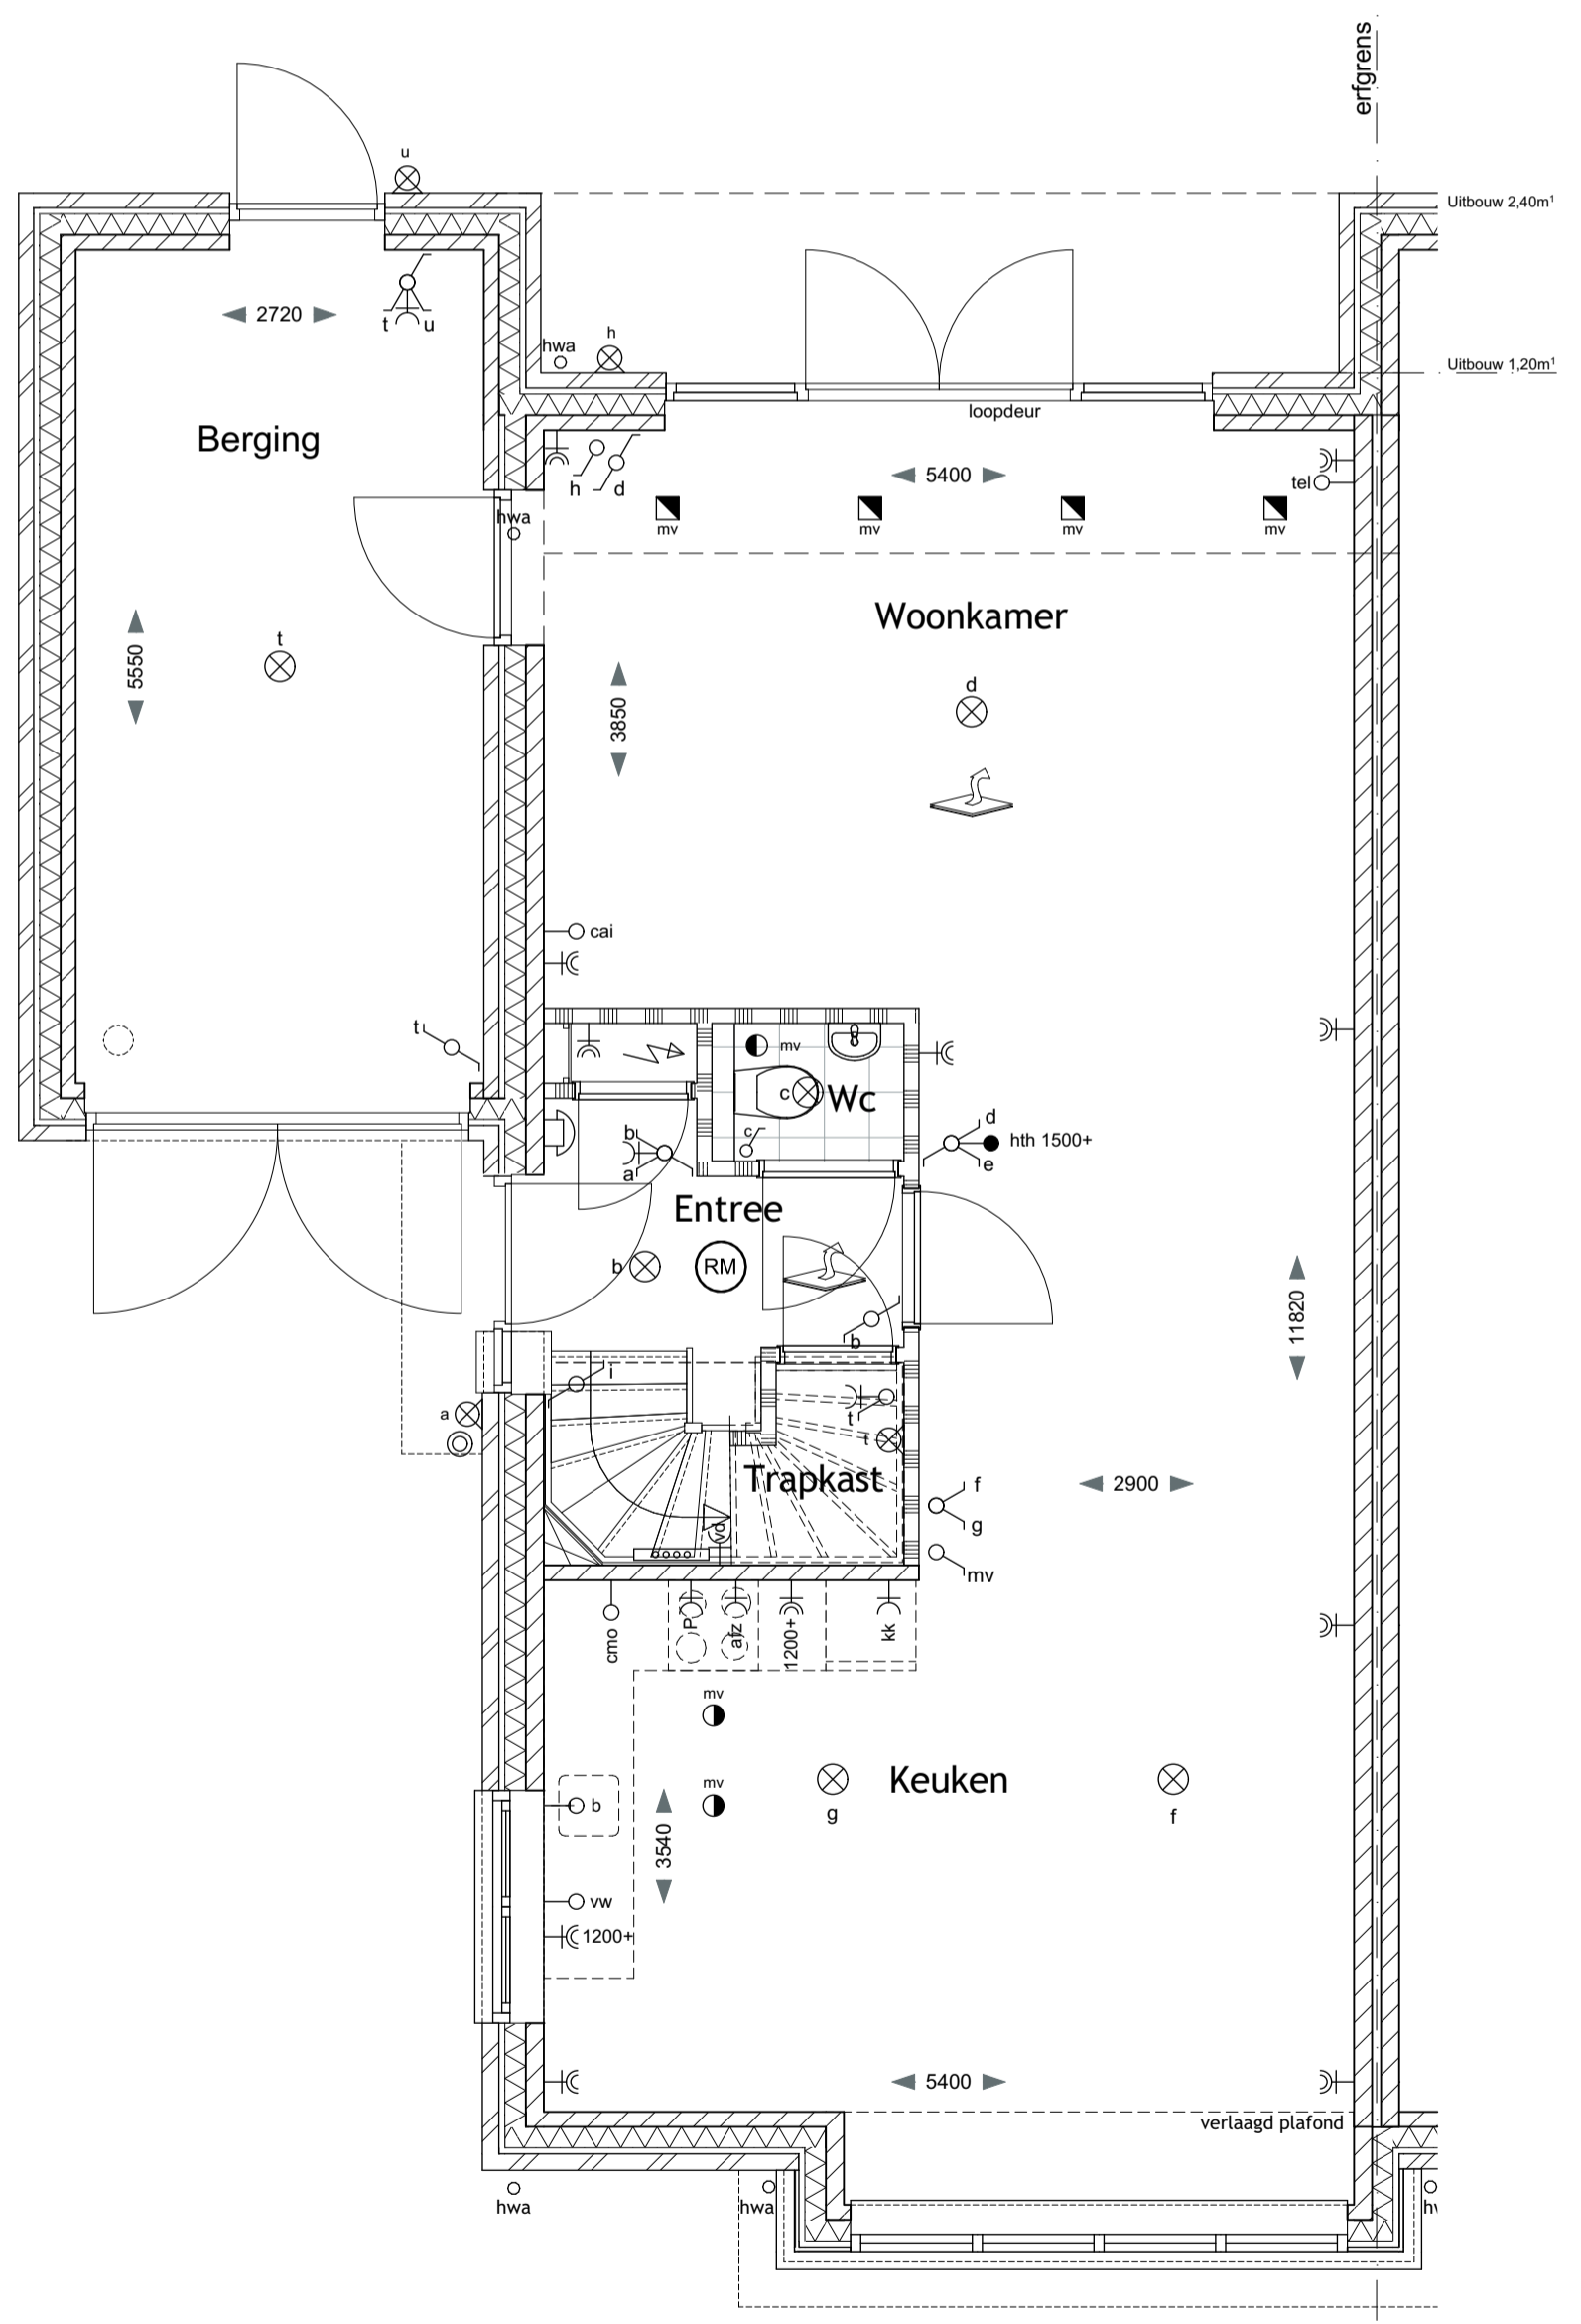 erfgrens
u
Uitbouw 2,40m¹
2720
t
u
hwa
h
Uitbouw 1,20m¹
loopdeur
Berging
5400
h
d
tel
hwa
mv
mv
mv
mv
Woonkamer
t
5550
3850
d
cai
t
mv
c
Wc
c
b
a
d
hth 1500+
e
Entree
b
RM
b
11820
i
a
t
t
Trapkast
2900
f
g
vd
mv
cmo
P
afz
1200+
kk
mv
mv
b
3540
Keuken
g
f
vw
1200+
5400
verlaagd plafond
hwa
hwa